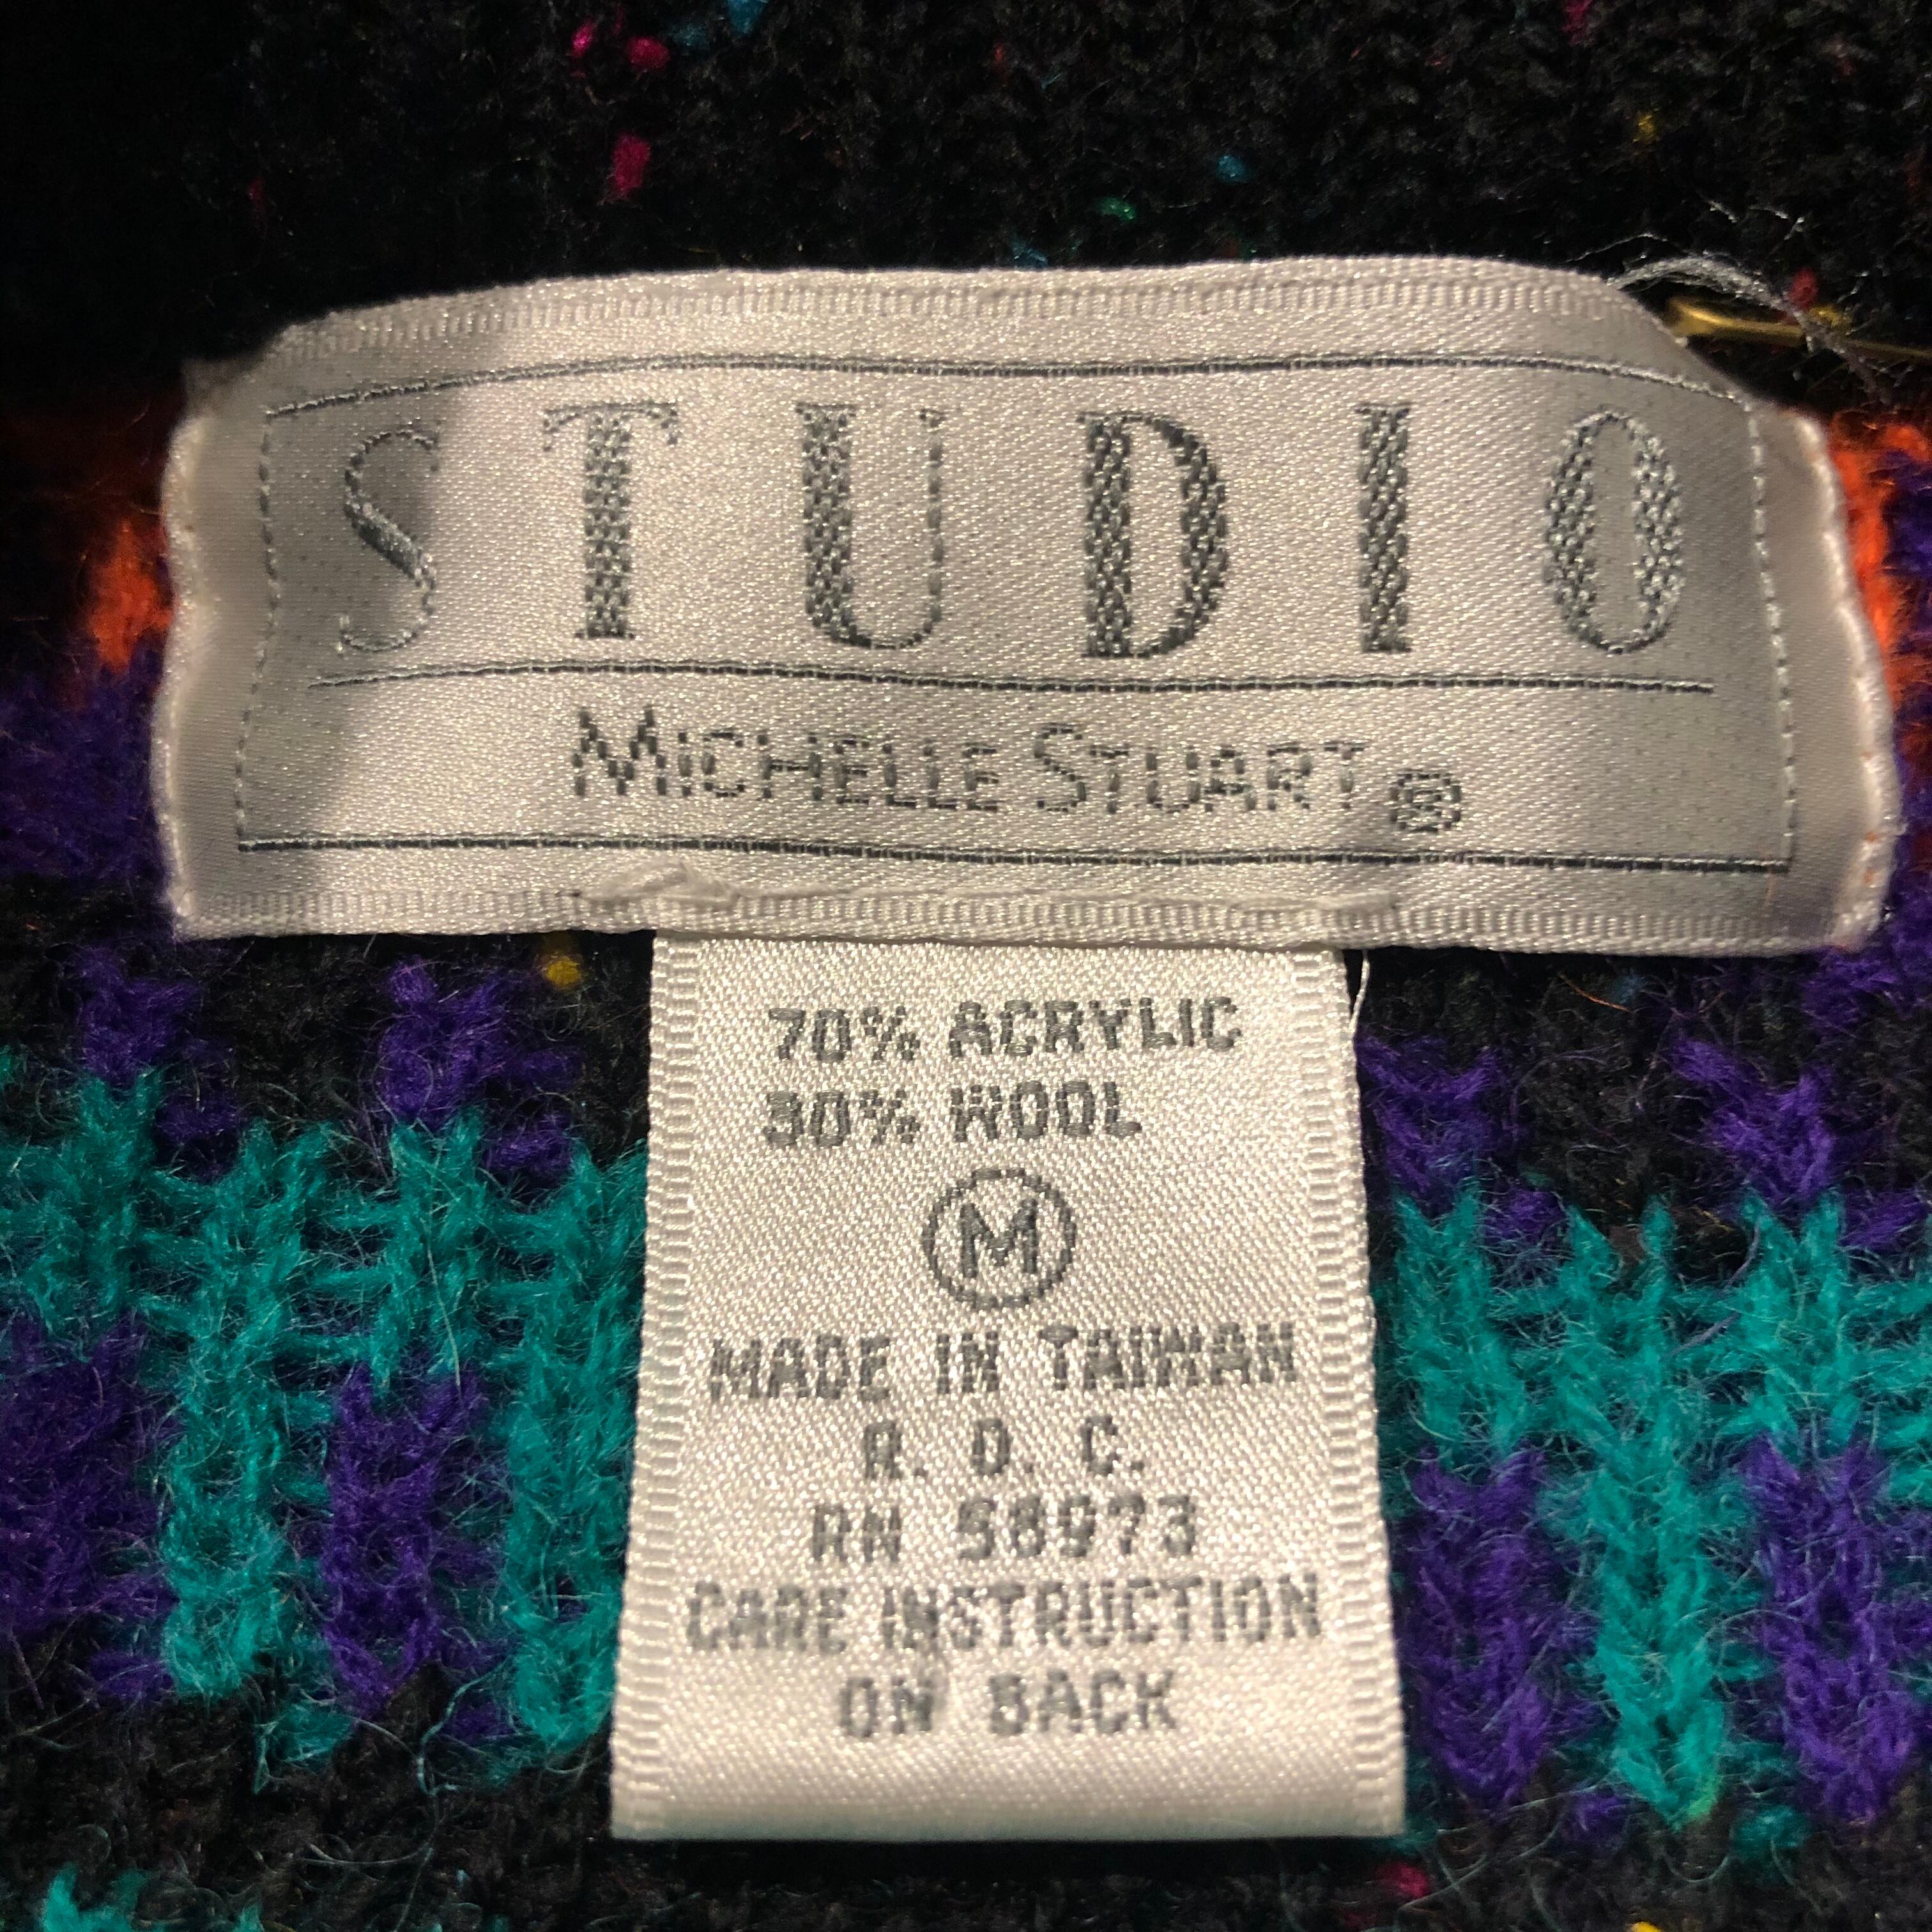 STUDIO
MICHELLE STUART ®
70% ACRYLIC
30% WOOL
M
MADE IN TAIWAN
R. O. C.
RN 58973
CARE INSTRUCTION
ON BACK